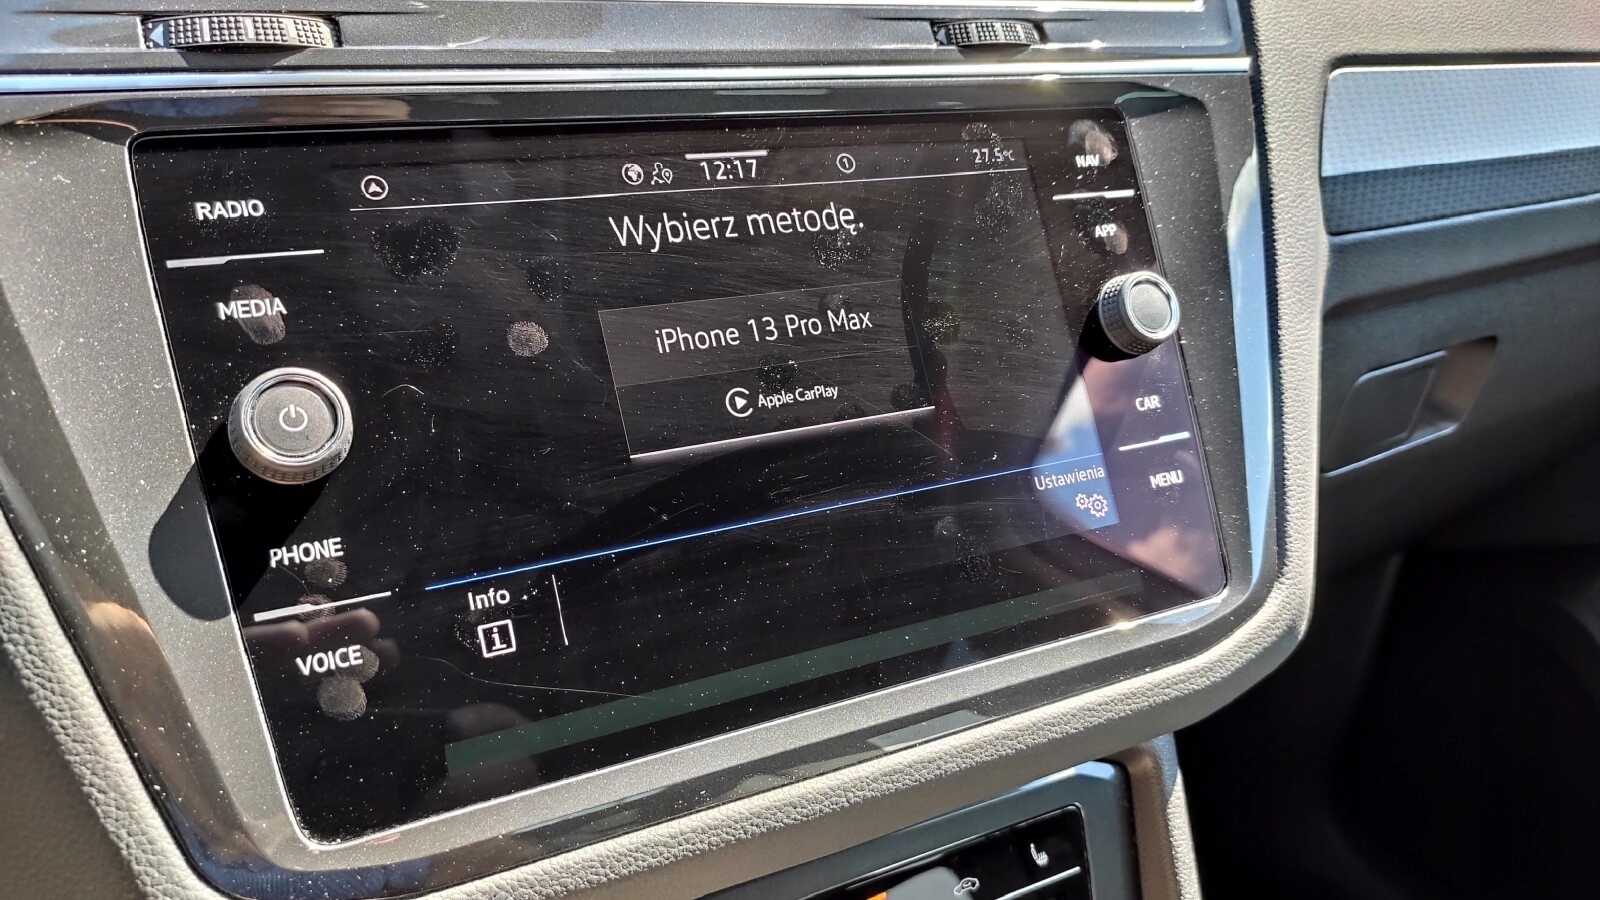 12:17
1
27.5°C
NAV
RADIO
Wybierz metodę.
APP
MEDIA
iPhone 13 Pro Max
Apple CarPlay
CAR
Ustawienia
MENU
PHONE
Info
i
VOICE